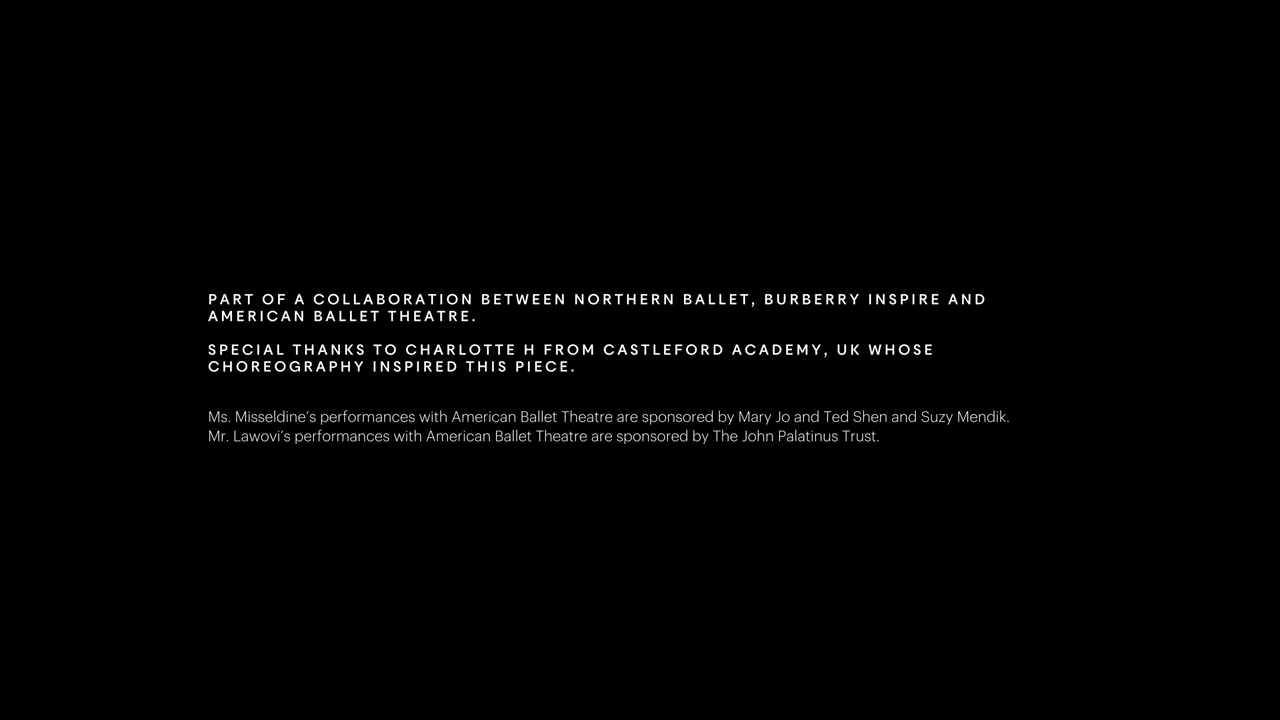 PART OF A COLLABORATION BETWEEN NORTHERN BALLET, BURBERRY INSPIRE AND
AMERICAN BALLET THEATRE.
SPECIAL THANKS TO CHARLOTTE H FROM CASTLEFORD ACADEMY, UK WHOSE
CHOREOGRAPHY INSPIRED THIS PIECE.
Ms. Misseldine’s performances with American Ballet Theatre are sponsored by Mary Jo and Ted Shen and Suzy Mendik.
Mr. Lawovi’s performances with American Ballet Theatre are sponsored by The John Palatinus Trust.